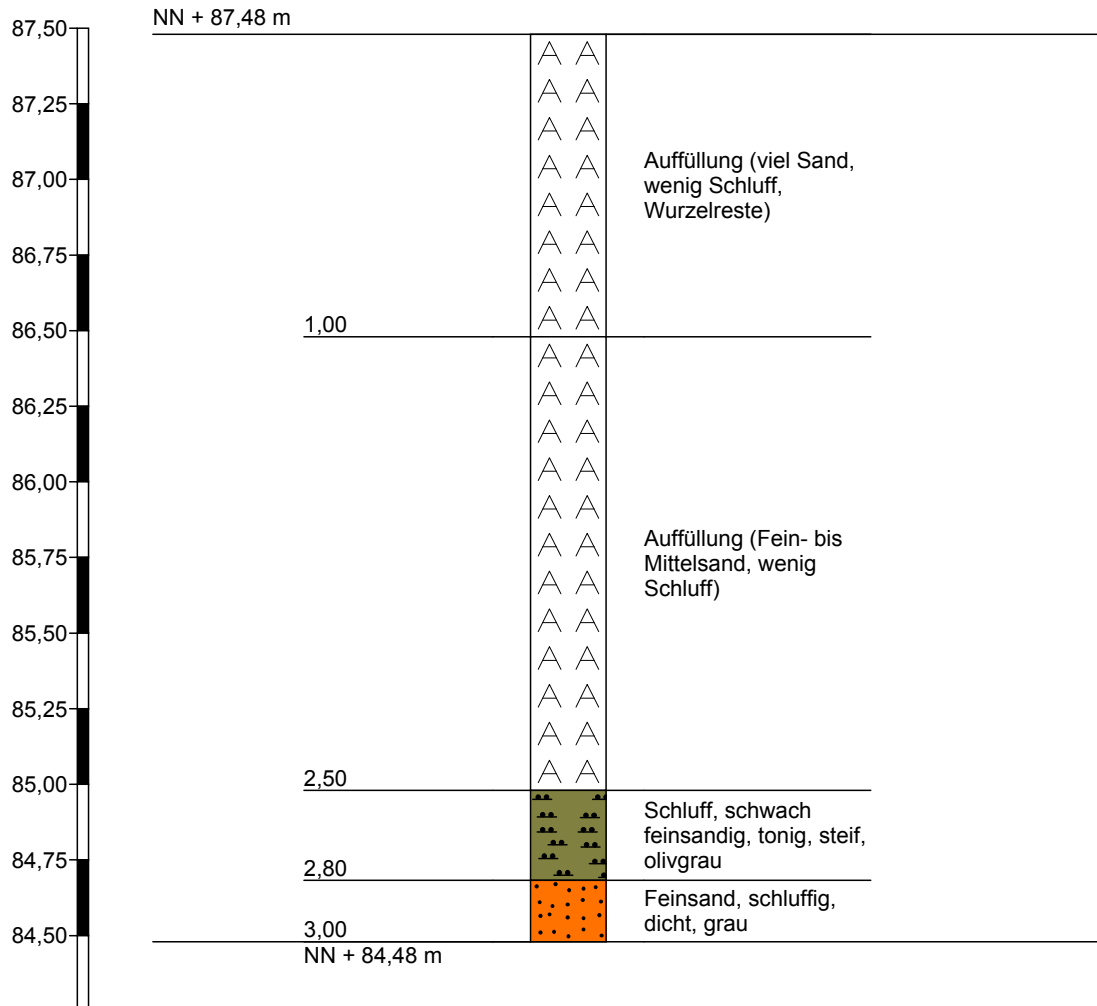 NN + 87,48 m
87,50
87,25
87,00
86,75
86,50
86,25
86,00
85,75
85,50
85,25
85,00
84,75
84,50
Auffüllung (viel Sand,
wenig Schluff,
Wurzelreste)
1,00
Auffüllung (Fein- bis
Mittelsand, wenig
Schluff)
2,50
Schluff, schwach
feinsandig, tonig, steif,
olivgrau
2,80
Feinsand, schluffig,
dicht, grau
3,00
NN + 84,48 m